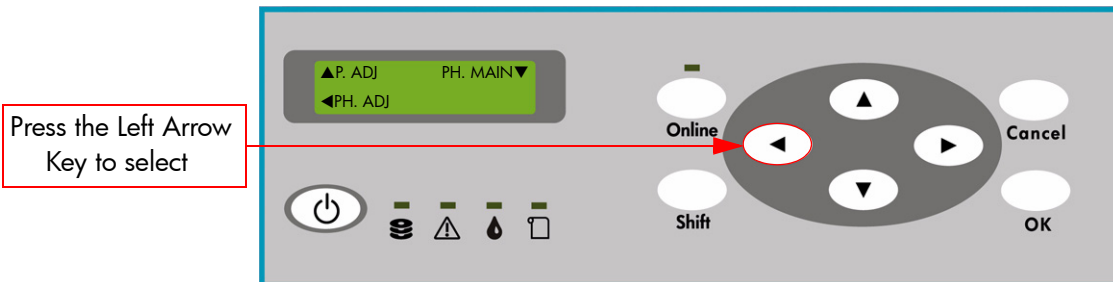 Press the Left Arrow
Key to select
▲P. ADJ PH. MAIN▼
◀PH. ADJ
Online
Cancel
Shift
OK